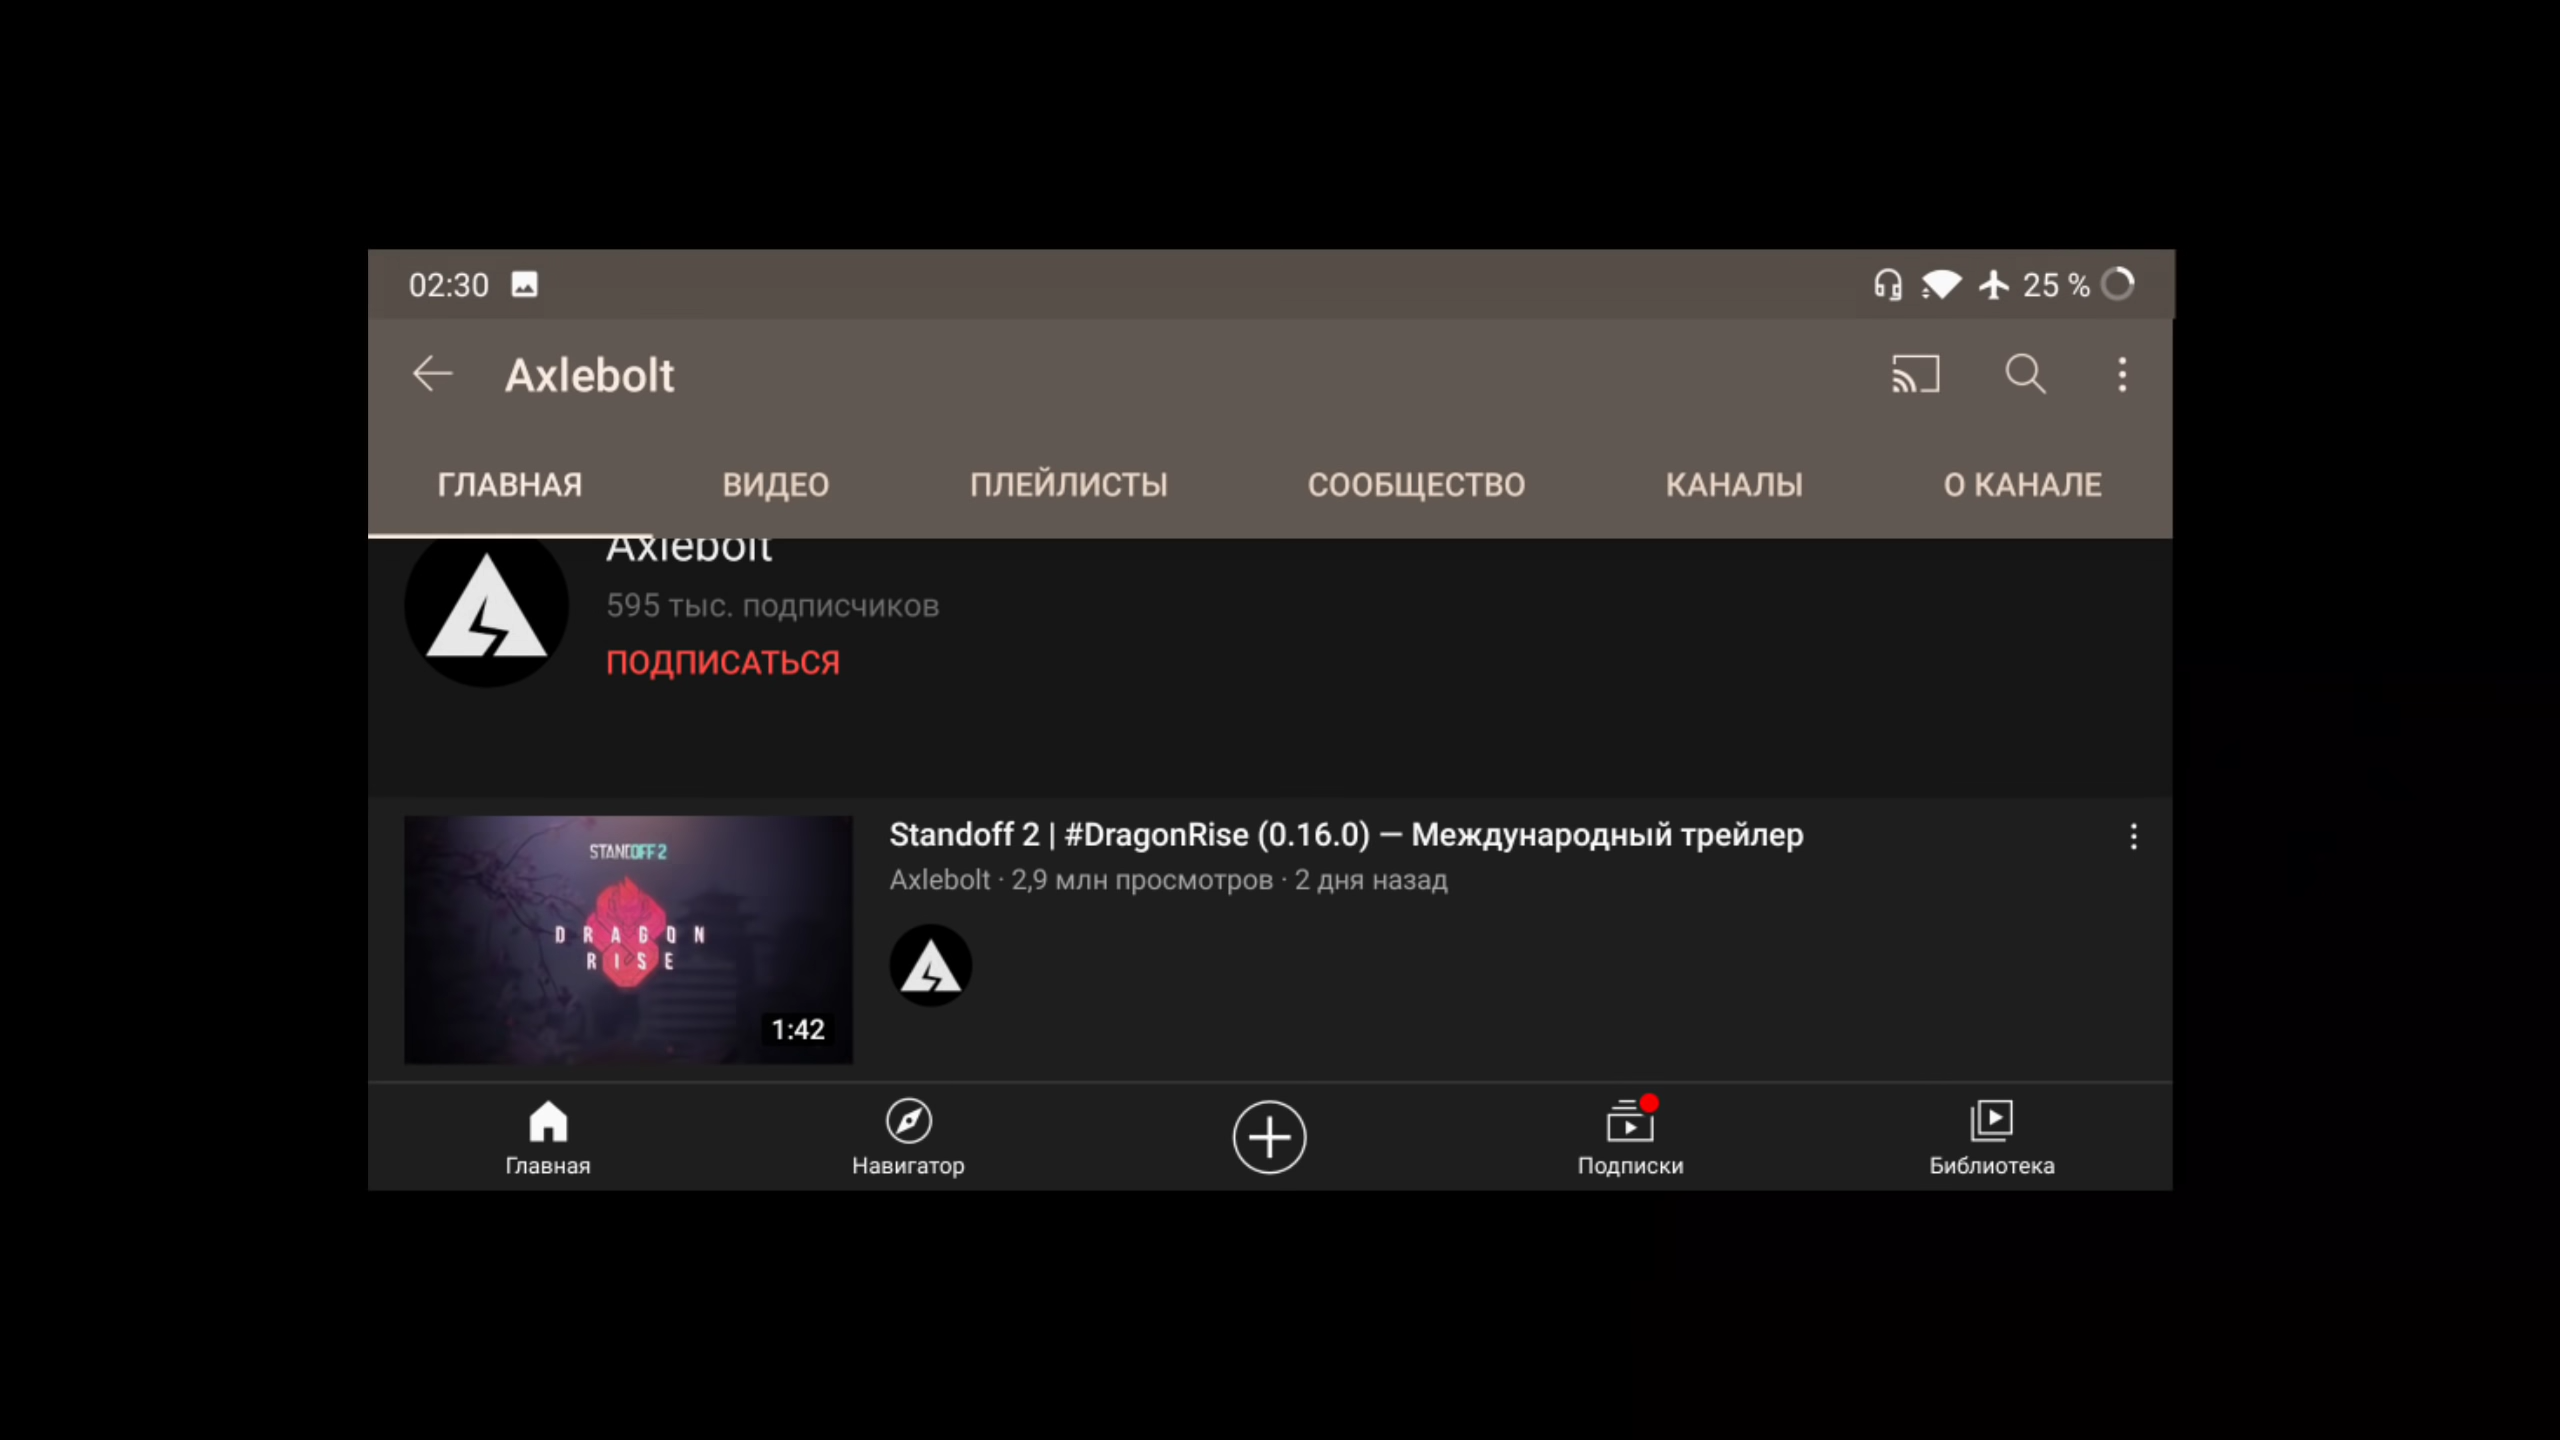 02:30
25 %
Axlebolt
ГЛАВНАЯ
ВИДЕО
ПЛЕЙЛИСТЫ
СООБЩЕСТВО
КАНАЛЫ
О КАНАЛЕ
Axlebolt
595 тыс. подписчиков
ПОДПИСАТЬСЯ
STANDOFF 2
DRAGON
RISE
1:42
Standoff 2 | #DragonRise (0.16.0) — Международный трейлер
Axlebolt · 2,9 млн просмотров · 2 дня назад
Главная
Навигатор
Подписки
Библиотека